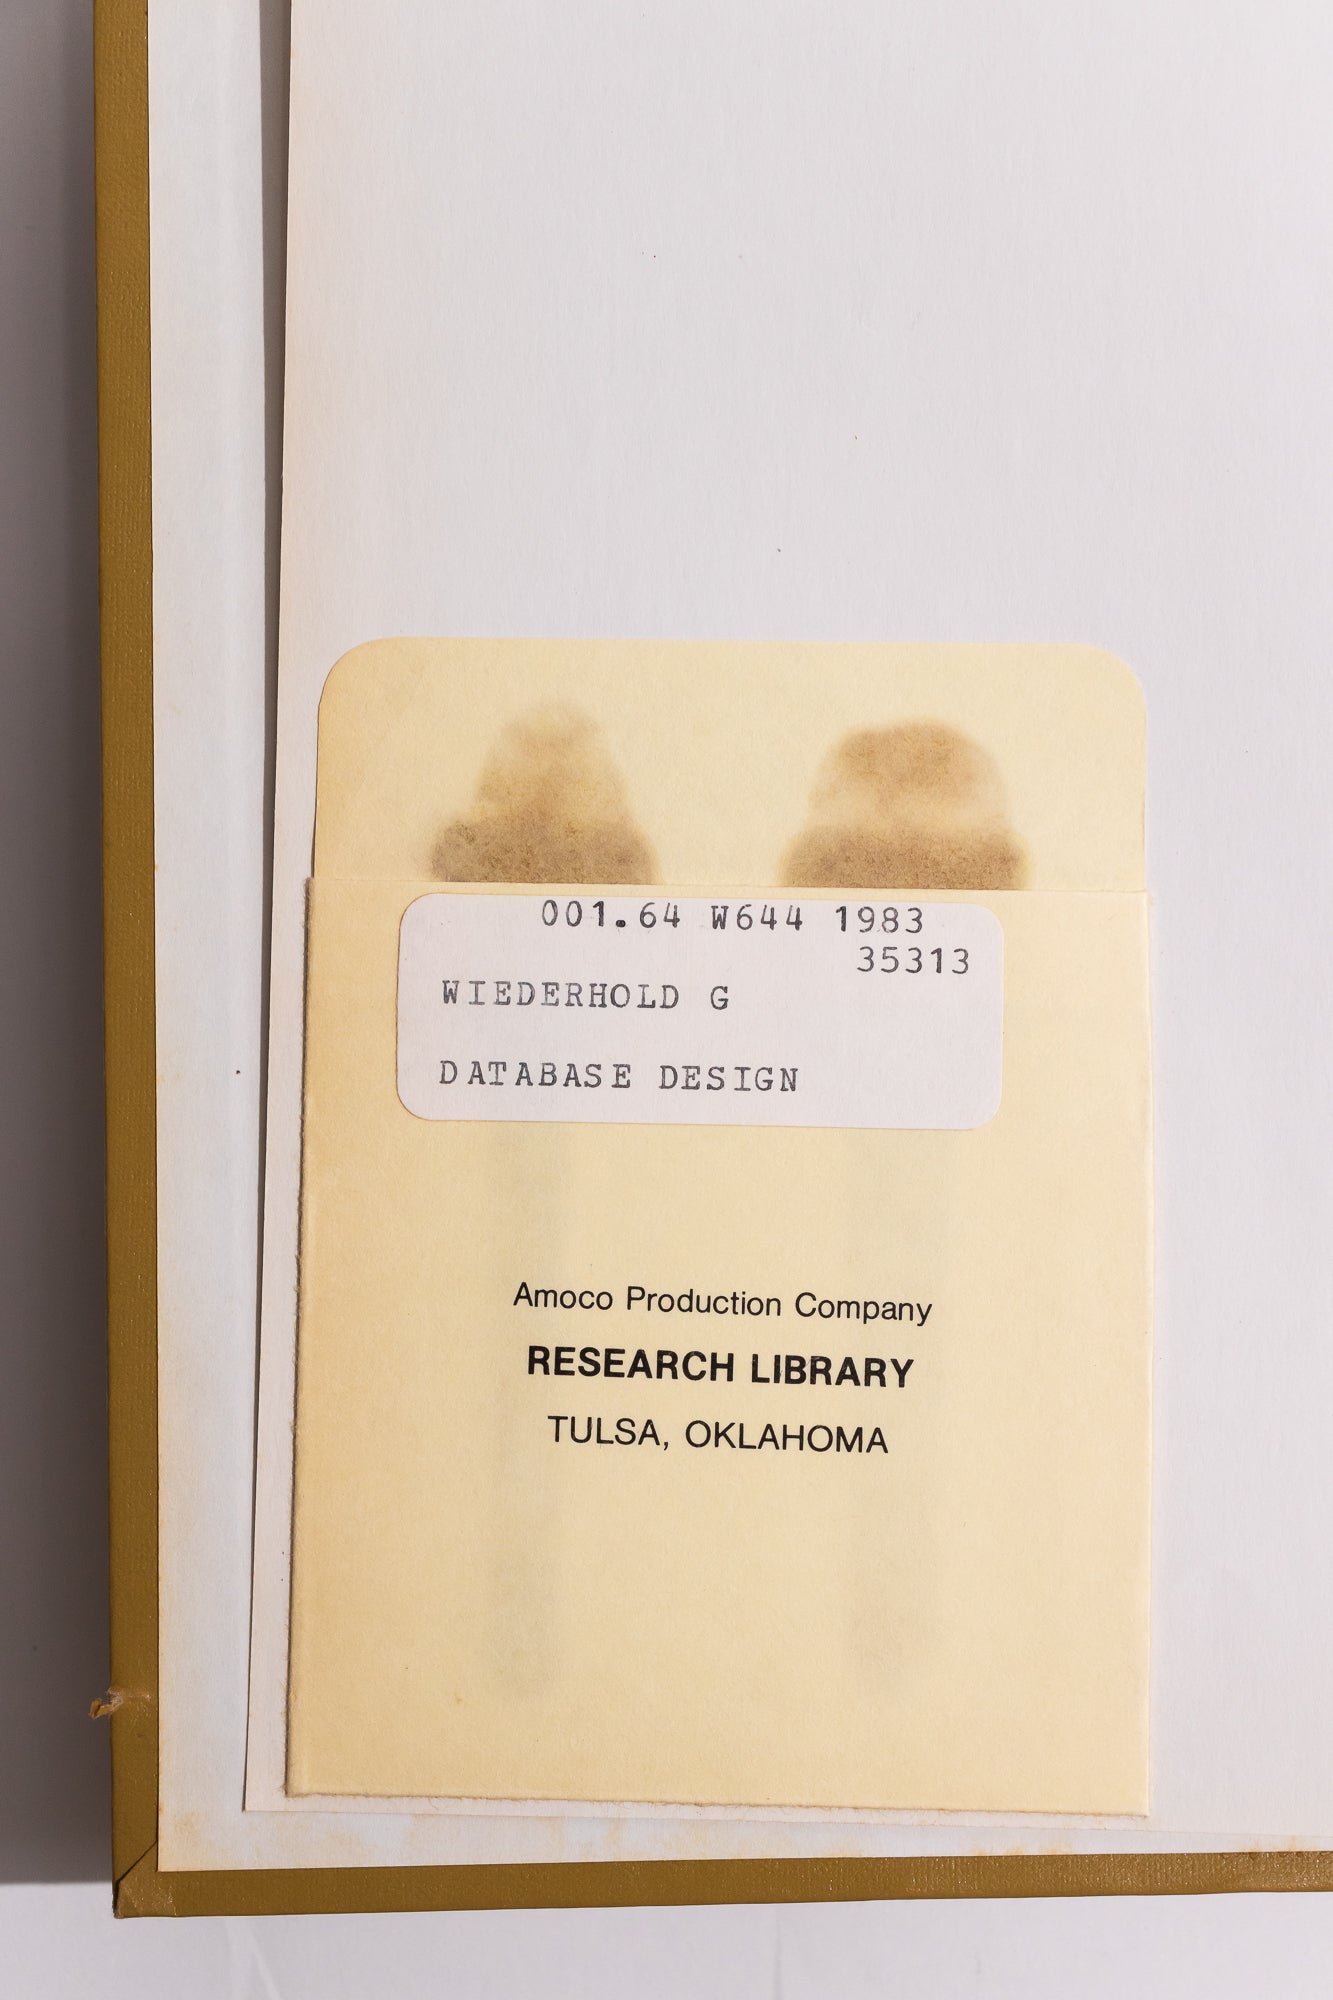 001.64 W644 1983
35313
WIEDERHOLD G
DATABASE DESIGN
Amoco Production Company
RESEARCH LIBRARY
TULSA, OKLAHOMA